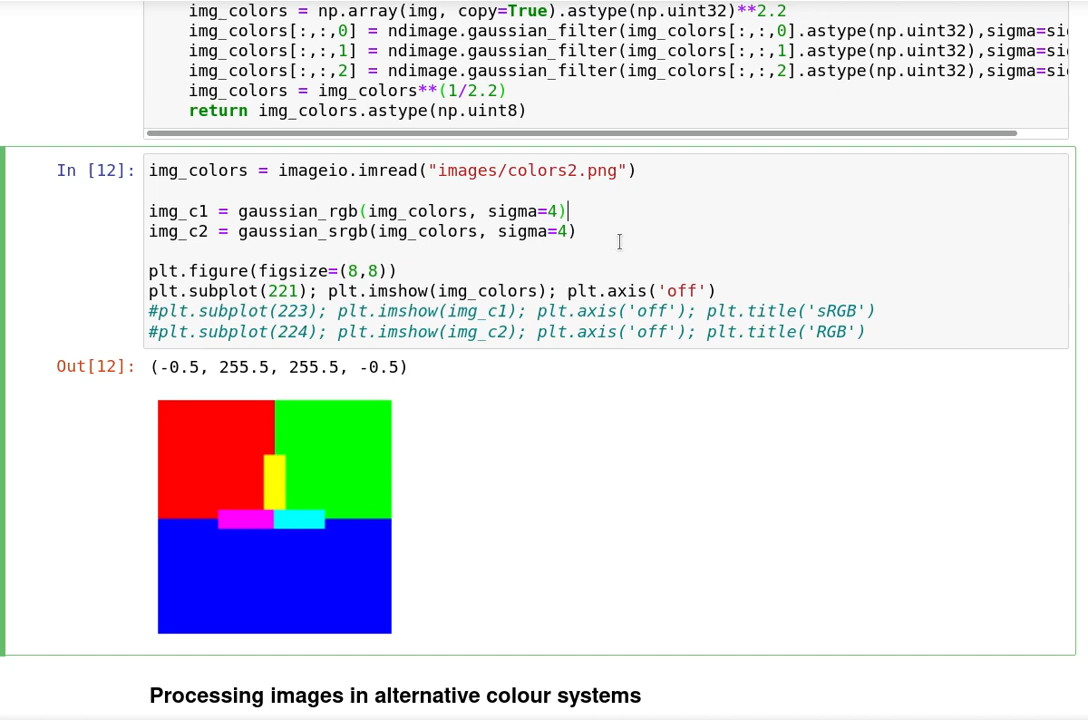 img_colors = np.array(img, copy=True).astype(np.uint32)**2.2
img_colors[:,:,0] = ndimage.gaussian_filter(img_colors[:,:,0].astype(np.uint32),sigma=si
img_colors[:,:,1] = ndimage.gaussian_filter(img_colors[:,:,1].astype(np.uint32),sigma=si
img_colors[:,:,2] = ndimage.gaussian_filter(img_colors[:,:,2].astype(np.uint32),sigma=si
img_colors = img_colors**(1/2.2)
return img_colors.astype(np.uint8)
In [12]: img_colors = imageio.imread("images/colors2.png")
img_c1 = gaussian_rgb(img_colors, sigma=4)
img_c2 = gaussian_srgb(img_colors, sigma=4)
plt.figure(figsize=(8,8))
plt.subplot(221); plt.imshow(img_colors); plt.axis('off')
#plt.subplot(223); plt.imshow(img_c1); plt.axis('off'); plt.title('sRGB')
#plt.subplot(224); plt.imshow(img_c2); plt.axis('off'); plt.title('RGB')
Out[12]: (-0.5, 255.5, 255.5, -0.5)
Processing images in alternative colour systems